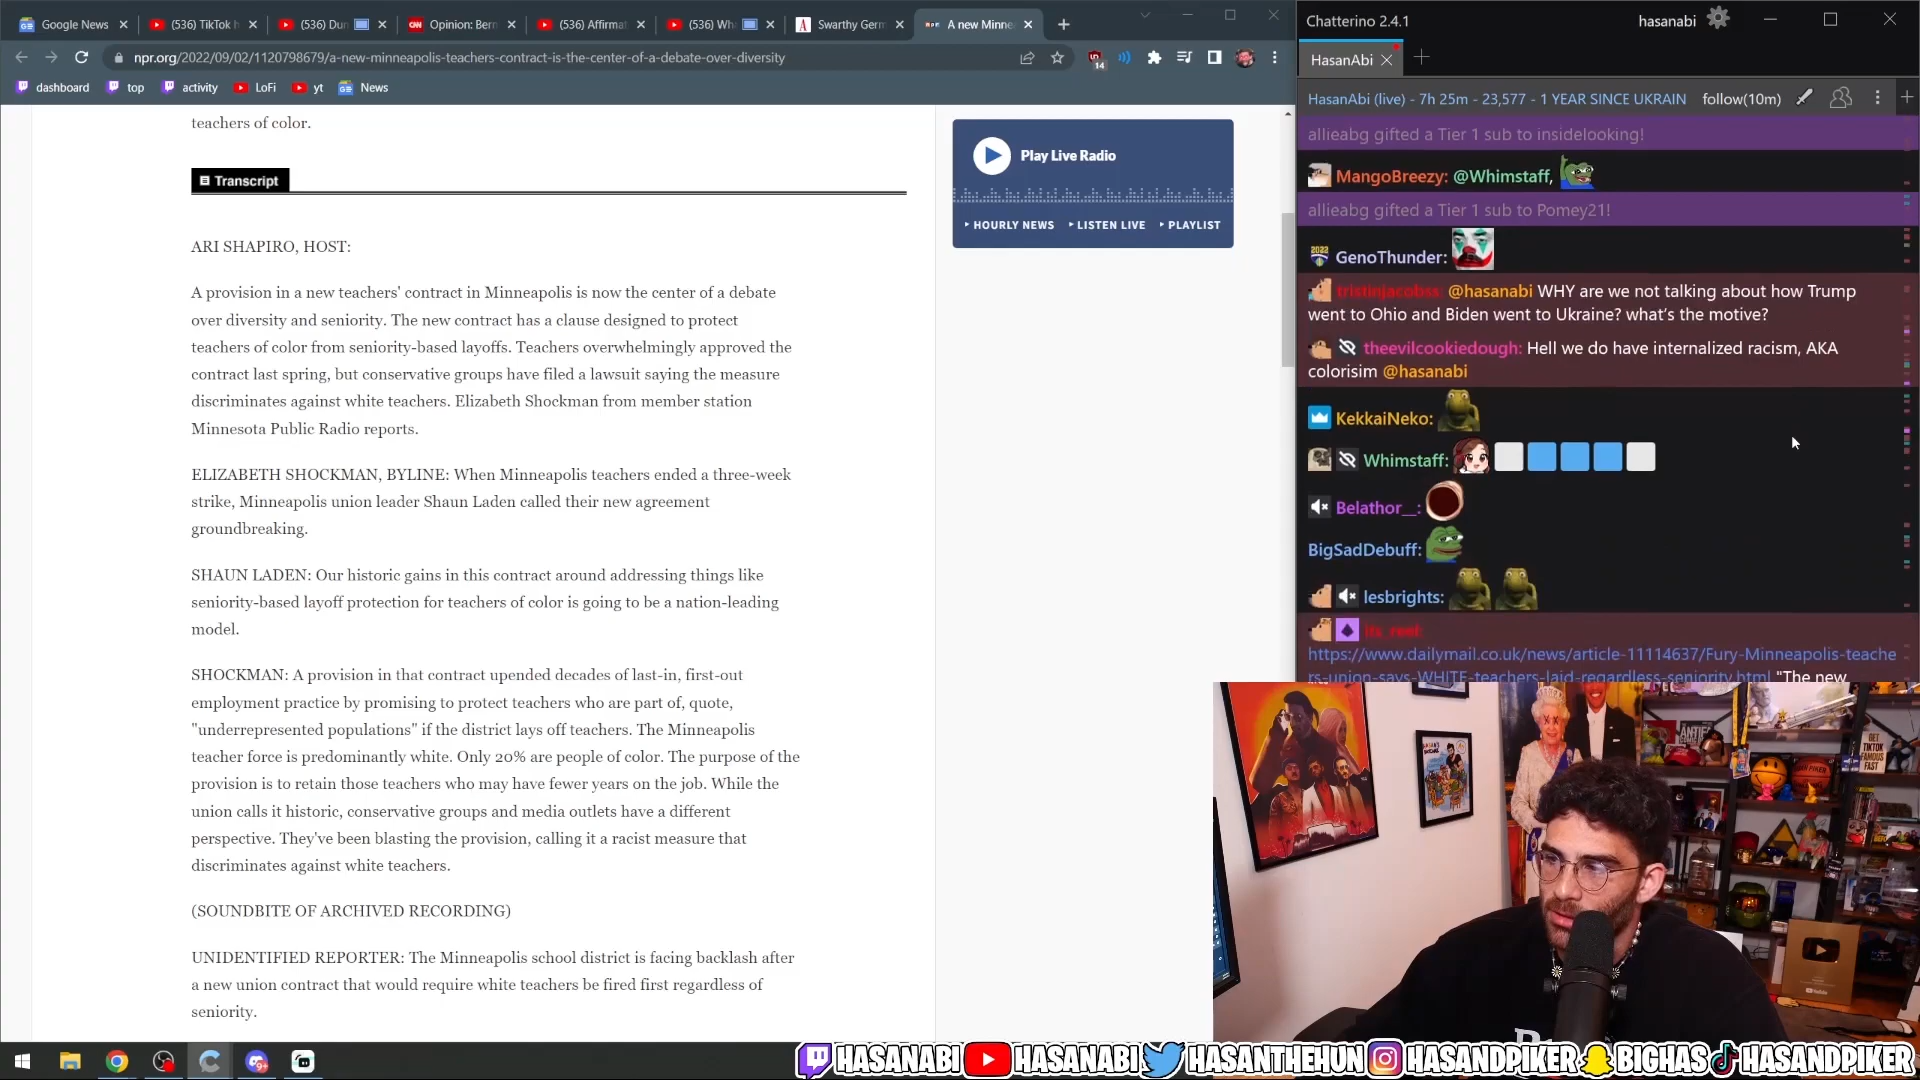 Google News
(536) TikTok h
(536) Dun
Opinion: Bern
(536) Affirmat
(536) Wh
Swarthy Germ
A new Minne
npr.org/2022/09/02/1120798679/a-new-minneapolis-teachers-contract-is-the-center-of-a-debate-over-diversity
14
dashboard
top
activity
LoFi
yt
News
teachers of color.
Transcript
ARI SHAPIRO, HOST:
A provision in a new teachers' contract in Minneapolis is now the center of a debate
over diversity and seniority. The new contract has a clause designed to protect
teachers of color from seniority-based layoffs. Teachers overwhelmingly approved the
contract last spring, but conservative groups have filed a lawsuit saying the measure
discriminates against white teachers. Elizabeth Shockman from member station
Minnesota Public Radio reports.
ELIZABETH SHOCKMAN, BYLINE: When Minneapolis teachers ended a three-week
strike, Minneapolis union leader Shaun Laden called their new agreement
groundbreaking.
SHAUN LADEN: Our historic gains in this contract around addressing things like
seniority-based layoff protection for teachers of color is going to be a nation-leading
model.
SHOCKMAN: A provision in that contract upended decades of last-in, first-out
employment practice by promising to protect teachers who are part of, quote,
"underrepresented populations" if the district lays off teachers. The Minneapolis
teacher force is predominantly white. Only 20% are people of color. The purpose of the
provision is to retain those teachers who may have fewer years on the job. While the
union calls it historic, conservative groups and media outlets have a different
perspective. They've been blasting the provision, calling it a racist measure that
discriminates against white teachers.
(SOUNDBITE OF ARCHIVED RECORDING)
UNIDENTIFIED REPORTER: The Minneapolis school district is facing backlash after
a new union contract that would require white teachers be fired first regardless of
seniority.
Play Live Radio
HOURLY NEWS
LISTEN LIVE
PLAYLIST
Chatterino 2.4.1
hasanabi
HasanAbi
HasanAbi (live) - 7h 25m - 23,577 - 1 YEAR SINCE UKRAIN
follow(10m)
allieabg gifted a Tier 1 sub to insidelooking!
MangoBreezy: @Whimstaff,
allieabg gifted a Tier 1 sub to Pomey21!
GenoThunder:
tristinjacobss: @hasanabi WHY are we not talking about how Trump
went to Ohio and Biden went to Ukraine? what's the motive?
theevilcookiedough: Hell we do have internalized racism, AKA
colorisim @hasanabi
KekkaiNeko:
Whimstaff:
Belathor__:
BigSadDebuff:
lesbrights:
its_reef:
https://www.dailymail.co.uk/news/article-11114637/Fury-Minneapolis-teache
rs-union-says-WHITE-teachers-laid-regardless-seniority.html "The new
GET
TIKTOK
FAMOUS
FAST
HASANABI
HASANABI
HASANTHEHUN
HASANDPIKER
BIGHAS
HASANDPIKER